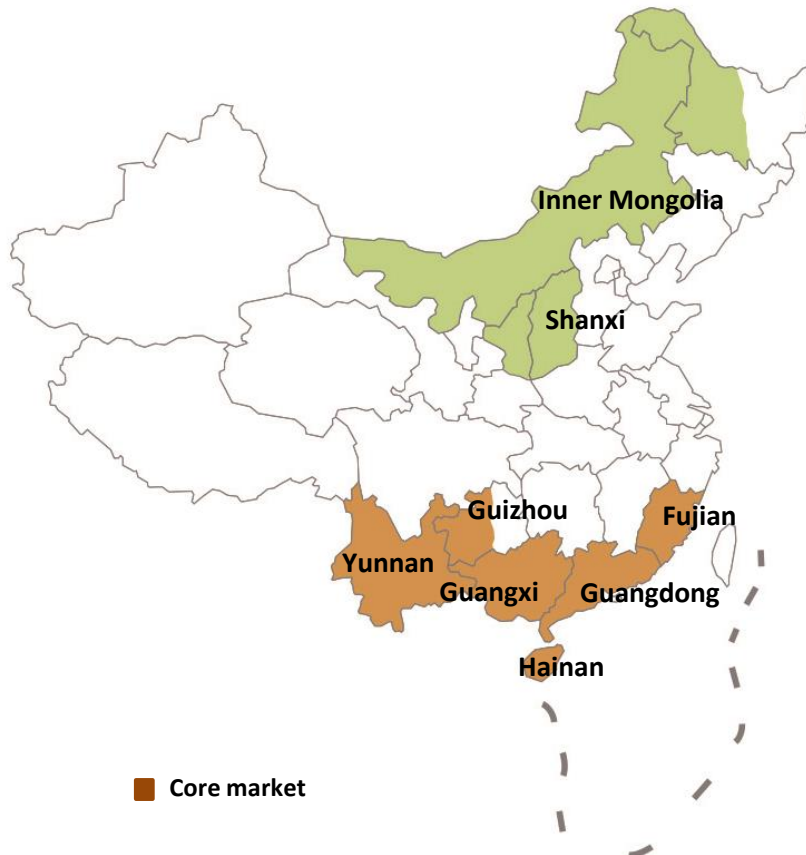 Inner Mongolia
Shanxi
Guizhou
Fujian
Yunnan
Guangxi
Guangdong
Hainan
Core market